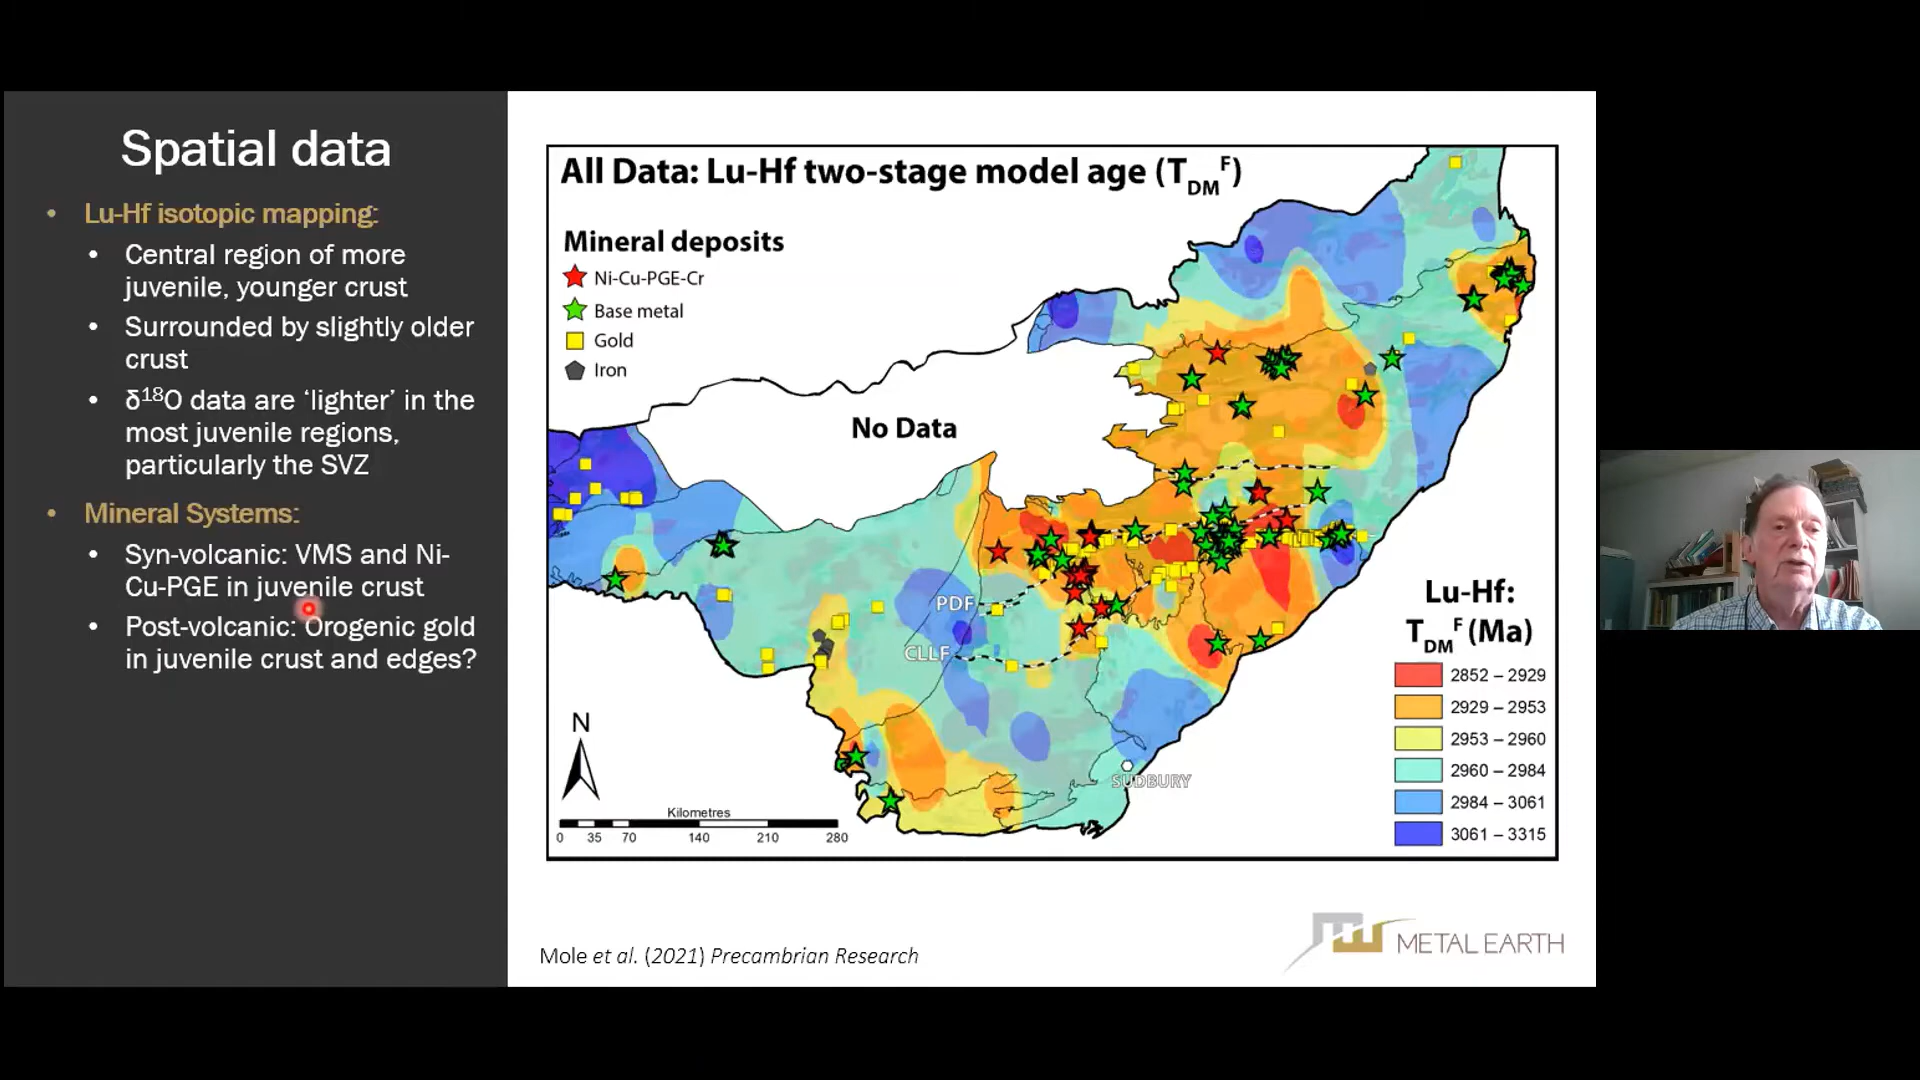 Spatial data
• Lu-Hf isotopic mapping:
• Central region of more
juvenile, younger crust
• Surrounded by slightly older
crust
• δ¹⁸O data are ‘lighter’ in the
most juvenile regions,
particularly the SVZ
• Mineral Systems:
• Syn-volcanic: VMS and Ni-
Cu-PGE in juvenile crust
• Post-volcanic: Orogenic gold
in juvenile crust and edges?
All Data: Lu-Hf two-stage model age (T_DM^F)
Mineral deposits
Ni-Cu-PGE-Cr
Base metal
Gold
Iron
No Data
PDF
CLLF
SUDBURY
N
Kilometres
0 35 70 140 210 280
Lu-Hf:
T_DM^F (Ma)
2852 – 2929
2929 – 2953
2953 – 2960
2960 – 2984
2984 – 3061
3061 – 3315
Mole et al. (2021) Precambrian Research
METAL EARTH